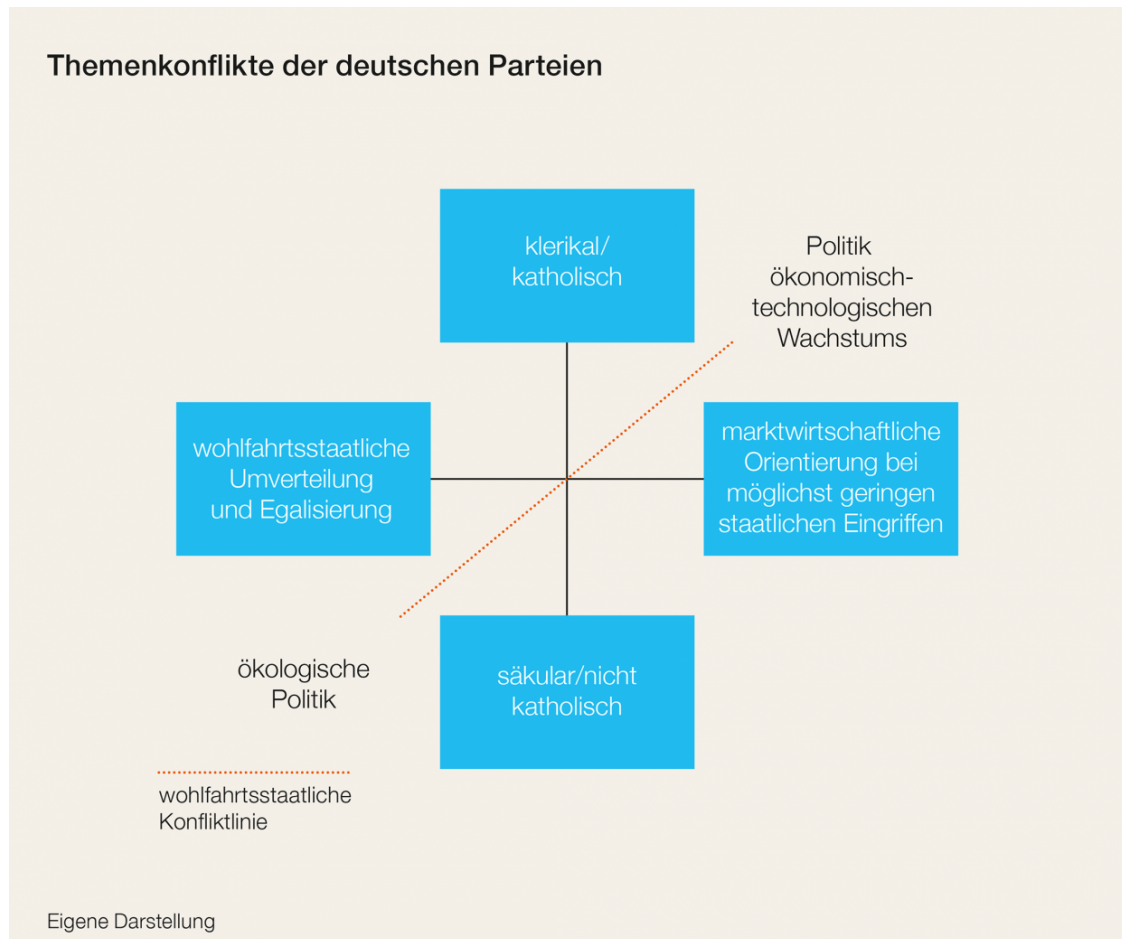 Themenkonflikte der deutschen Parteien
klerikal/
katholisch
Politik
ökonomisch-
technologischen
Wachstums
wohlfahrtsstaatliche
Umverteilung
und Egalisierung
marktwirtschaftliche
Orientierung bei
möglichst geringen
staatlichen Eingriffen
ökologische
Politik
säkular/nicht
katholisch
wohlfahrtsstaatliche
Konfliktlinie
Eigene Darstellung